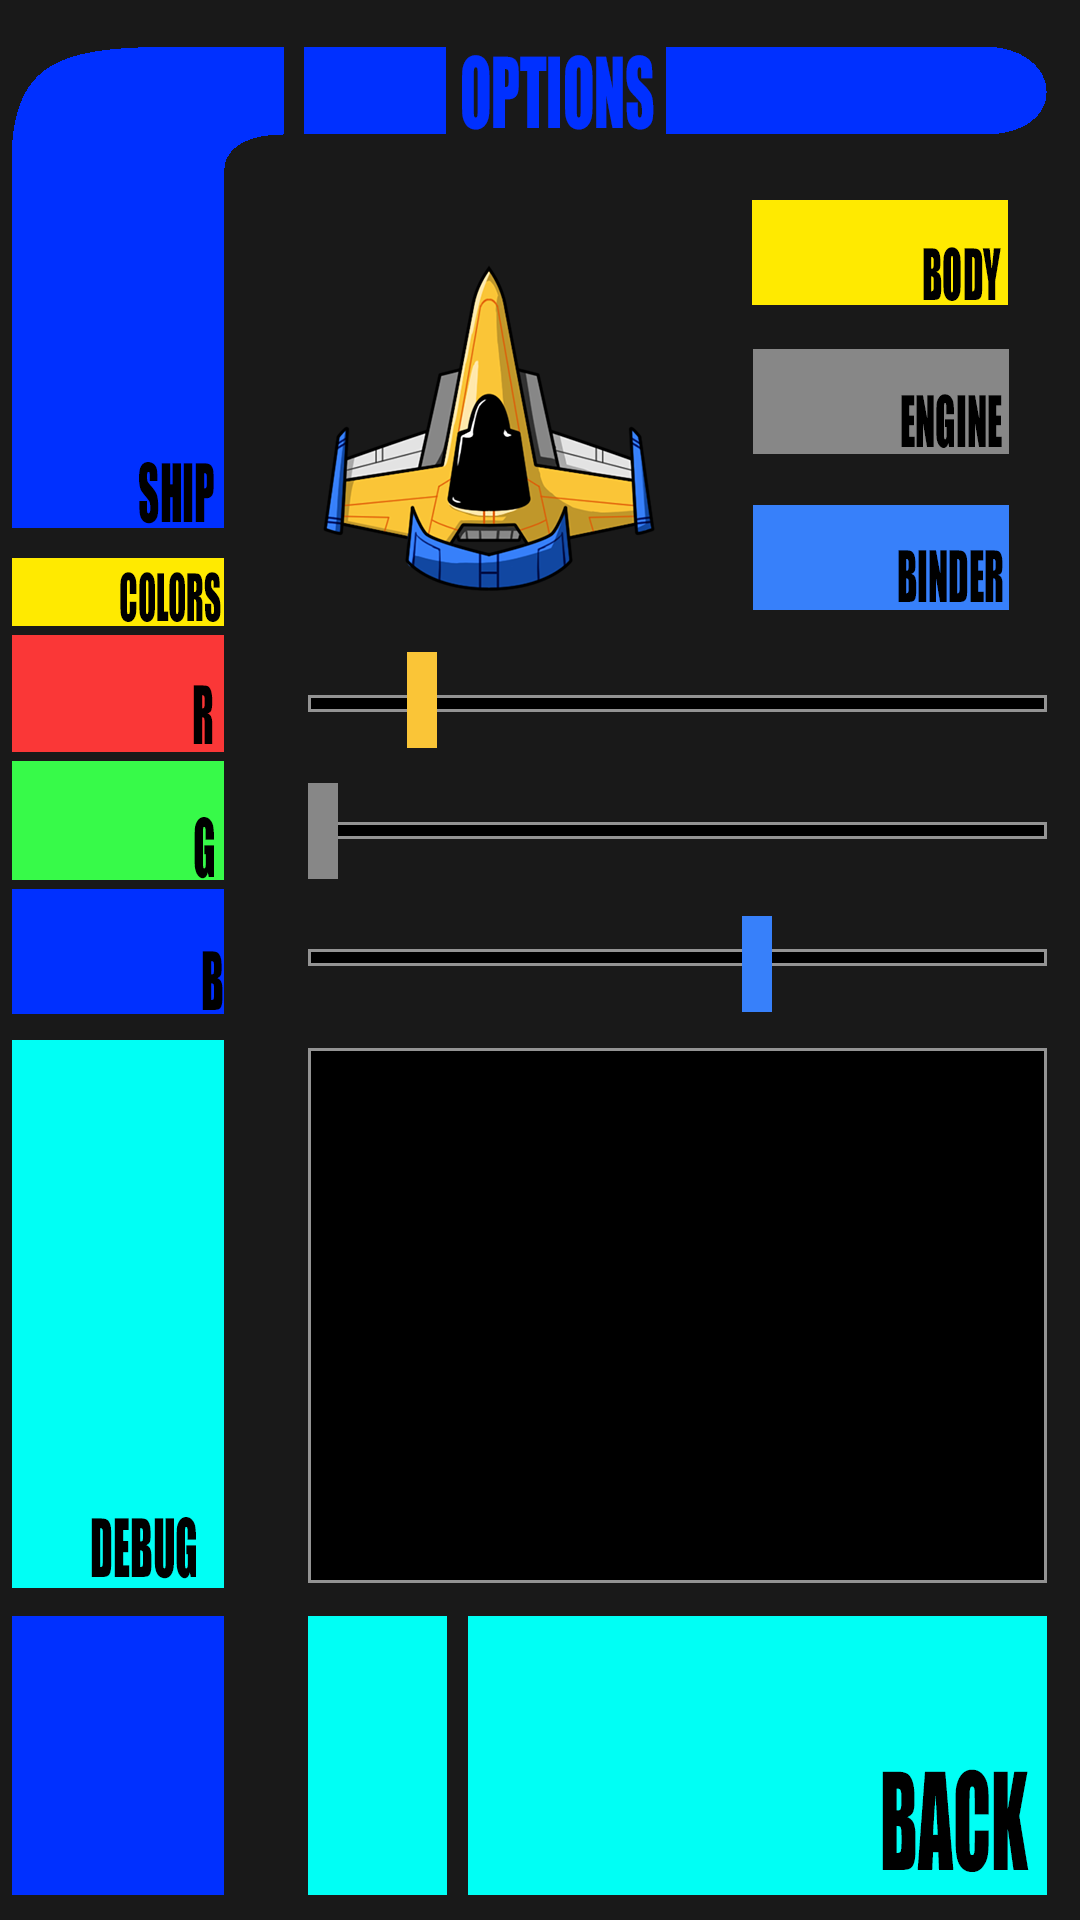 OPTIONS
BODY
ENGINE
SHIP
BINDER
COLORS
R
G
B
DEBUG
BACK